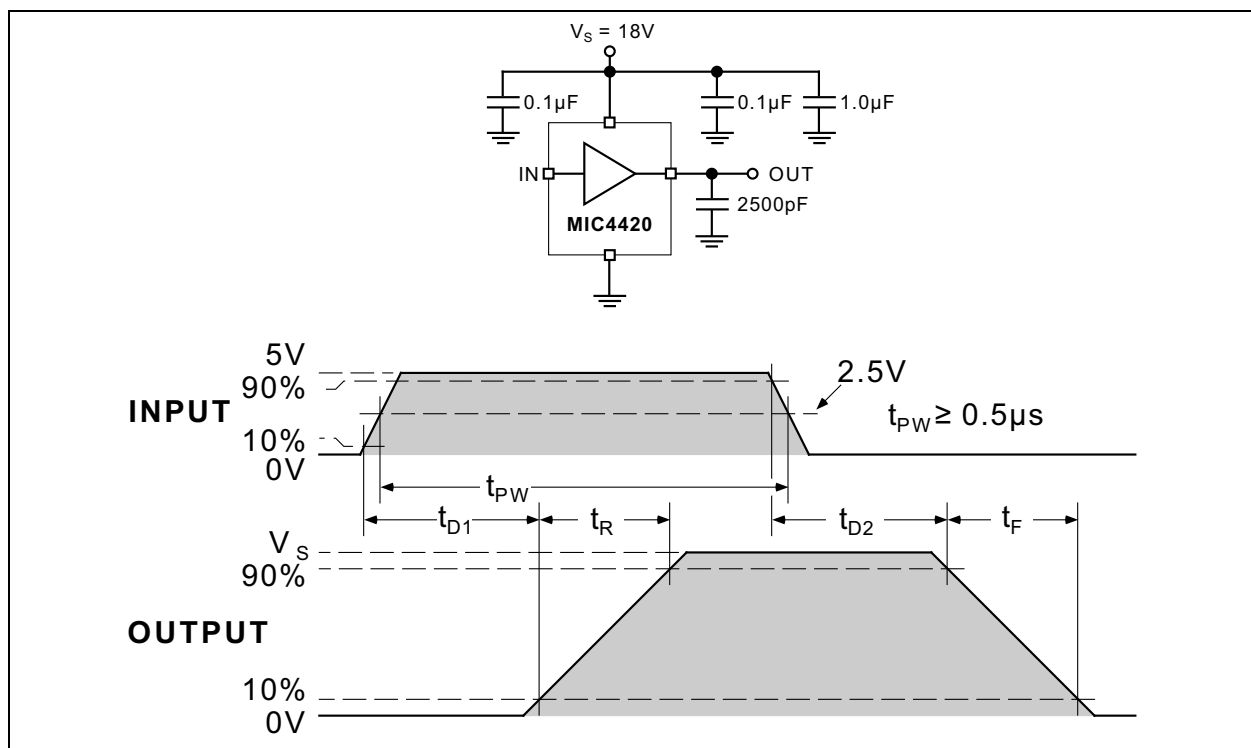 V_S = 18V
0.1µF
0.1µF
1.0µF
IN
OUT
2500pF
MIC4420
5V
90%
2.5V
INPUT
t_PW ≥ 0.5µs
10%
0V
t_PW
t_D1
t_R
t_D2
t_F
V_S
90%
OUTPUT
10%
0V